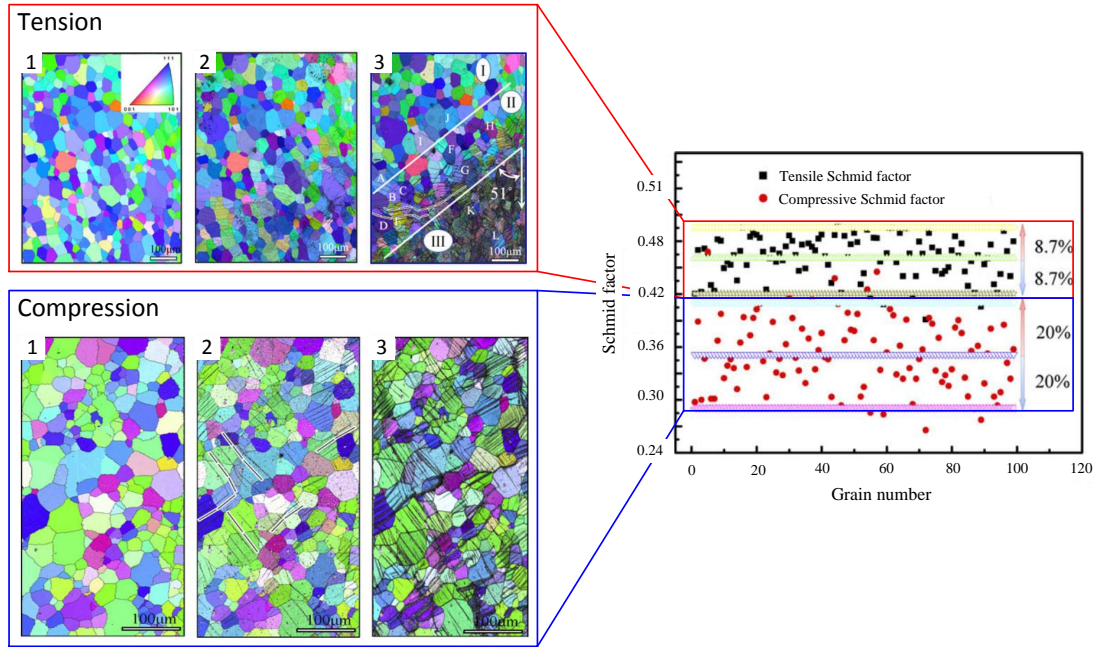 Tension
1
2
3
111
001
101
I
II
J
H
I
F
A
G
C
B
51°
E
D
K
III
L
100μm
100μm
100μm
Compression
1
2
3
100μm
100μm
100μm
Tensile Schmid factor
Compressive Schmid factor
0.51
0.48
0.42
0.36
0.30
0.24
Schmid factor
8.7%
8.7%
20%
20%
0
20
40
60
80
100
120
Grain number